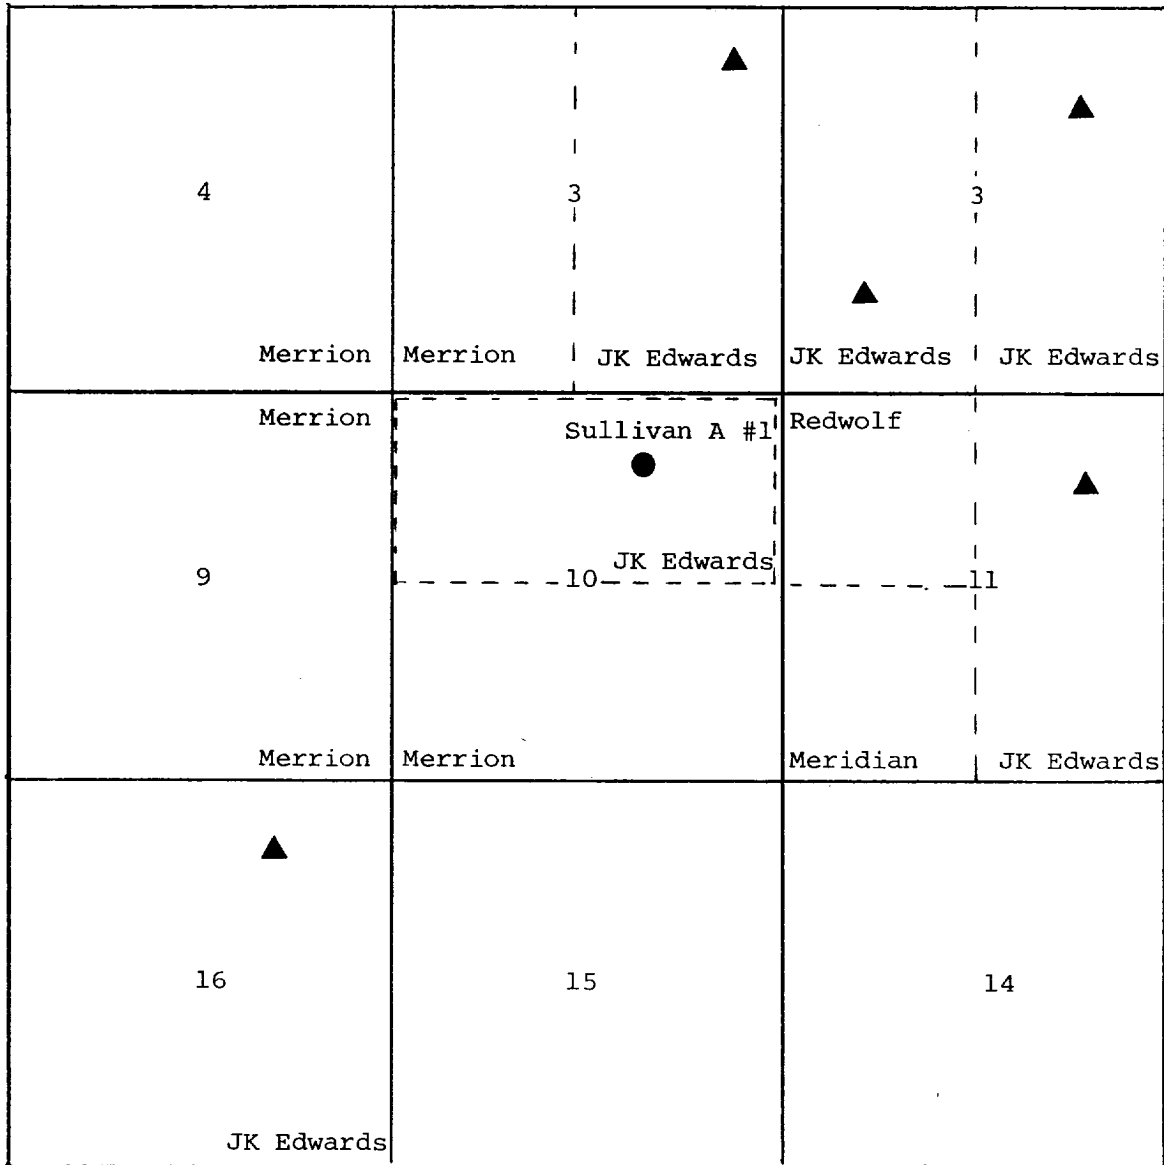 4
3
3
Merrion
Merrion
JK Edwards
JK Edwards
JK Edwards
Merrion
Sullivan A #1
Redwolf
JK Edwards
9
10
11
Merrion
Merrion
Meridian
JK Edwards
16
15
14
JK Edwards